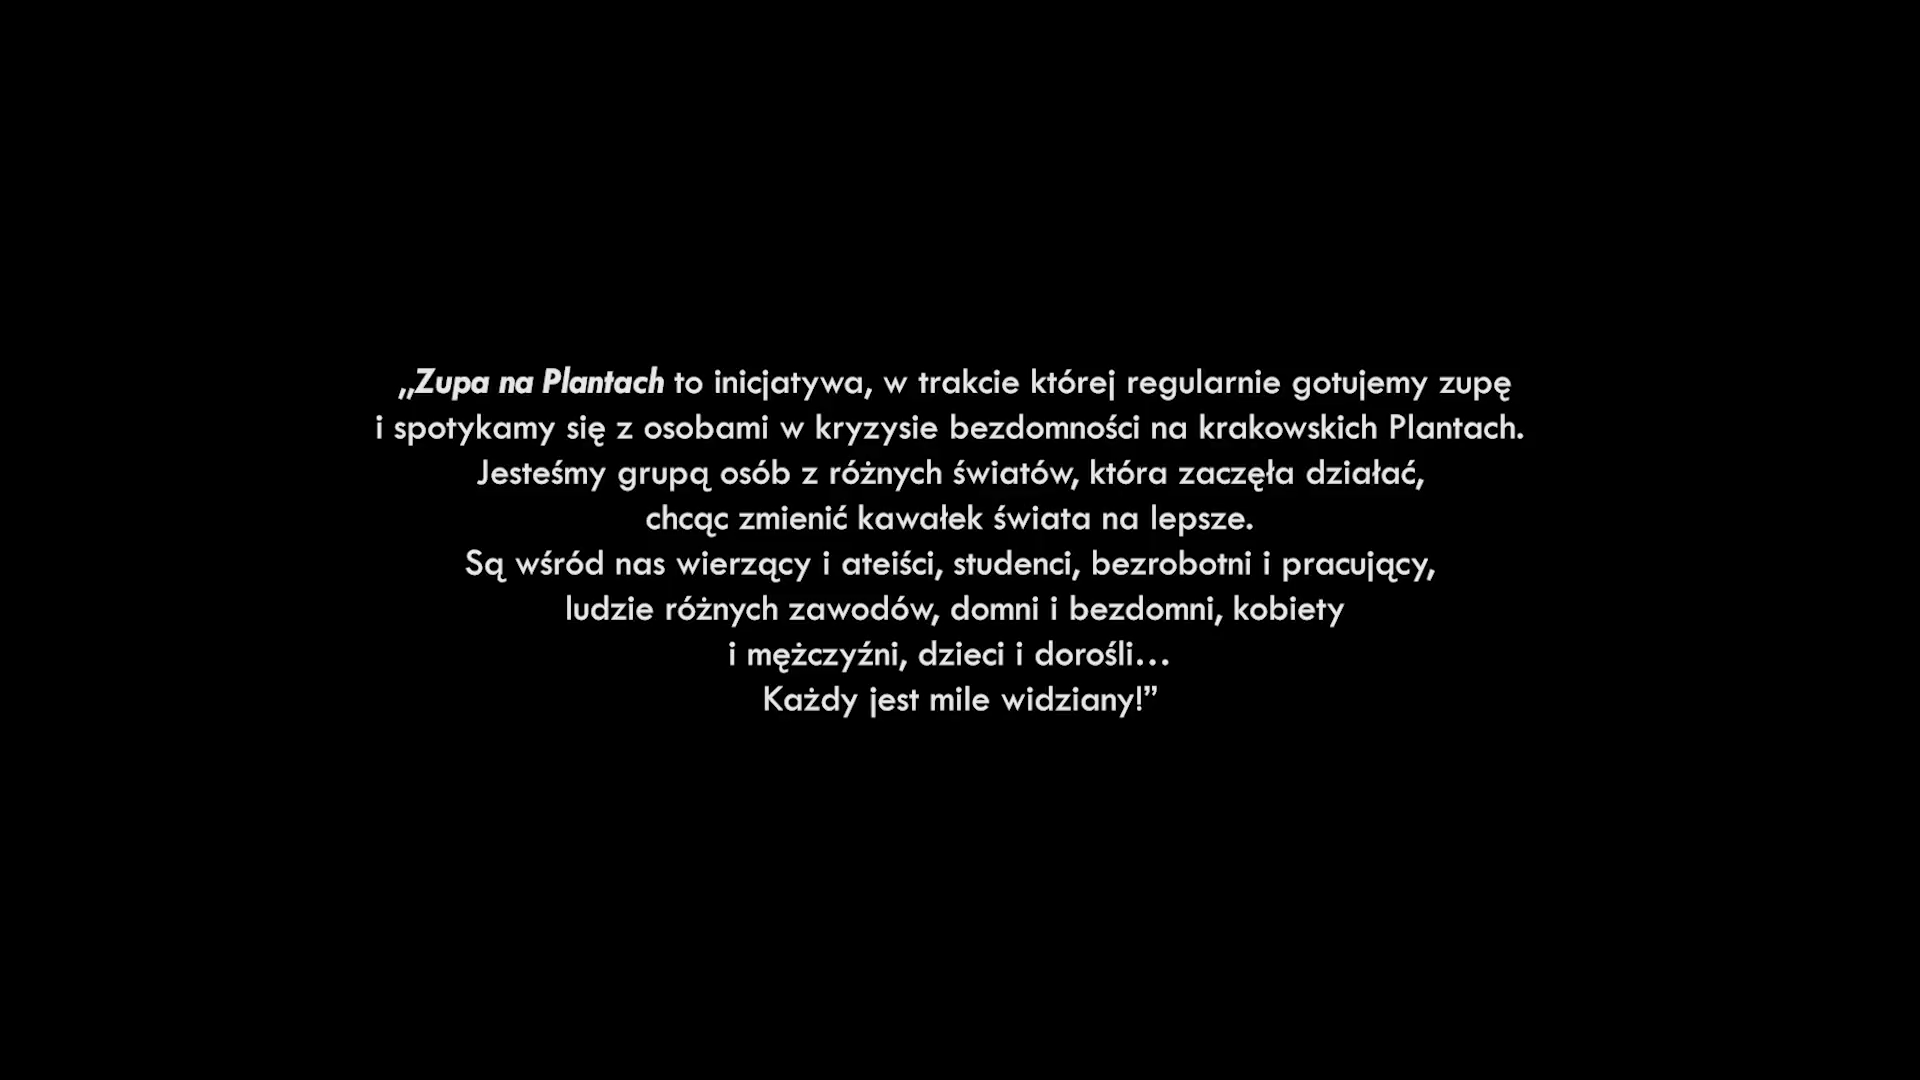 „Zupa na Plantach to inicjatywa, w trakcie której regularnie gotujemy zupę
i spotykamy się z osobami w kryzysie bezdomności na krakowskich Plantach.
Jesteśmy grupą osób z różnych światów, która zaczęła działać,
chcąc zmienić kawałek świata na lepsze.
Są wśród nas wierzący i ateiści, studenci, bezrobotni i pracujący,
ludzie różnych zawodów, domni i bezdomni, kobiety
i mężczyźni, dzieci i dorośli…
Każdy jest mile widziany!”